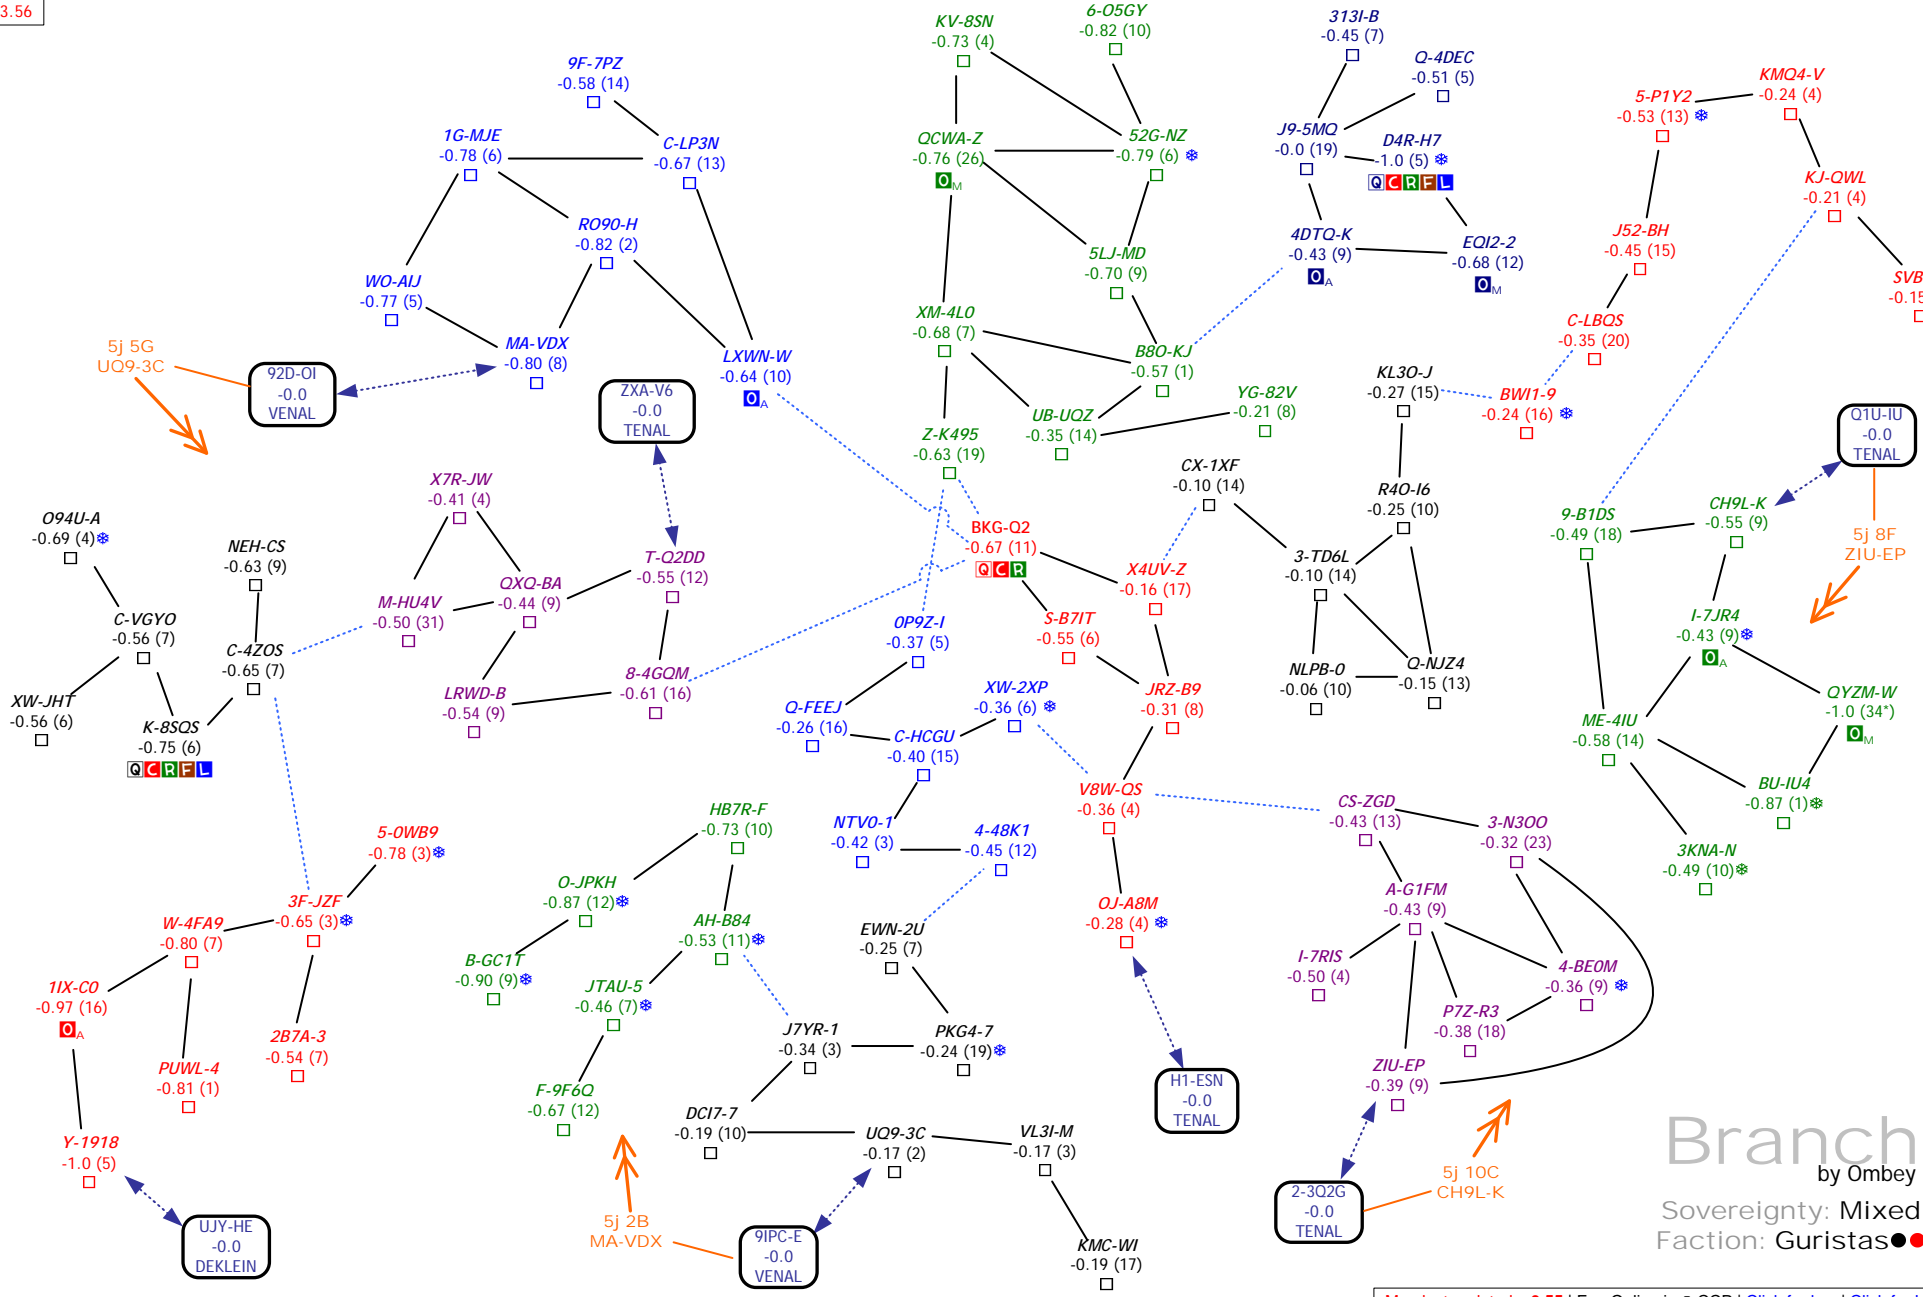 3.56
KV-8SN
-0.73 (4)
6-O5GY
-0.82 (10)
313I-B
-0.45 (7)
9F-7PZ
-0.58 (14)
Q-4DEC
-0.51 (5)
5-P1Y2
-0.53 (13)
KMQ4-V
-0.24 (4)
1G-MJE
-0.78 (6)
C-LP3N
-0.67 (13)
QCWA-Z
-0.76 (26)
0M
52G-NZ
-0.79 (6)
J9-5MQ
-0.0 (19)
D4R-H7
-1.0 (5)
Q C R F L
KJ-QWL
-0.21 (4)
RO90-H
-0.82 (2)
5LJ-MD
-0.70 (9)
4DTQ-K
-0.43 (9)
0A
EQI2-2
-0.68 (12)
0M
J52-BH
-0.45 (15)
SVB
-0.15
WO-AIJ
-0.77 (5)
XM-4L0
-0.68 (7)
C-LBQS
-0.35 (20)
5j 5G
UQ9-3C
92D-OI
-0.0
VENAL
MA-VDX
-0.80 (8)
LXWN-W
-0.64 (10)
0A
B8O-KJ
-0.57 (1)
KL3O-J
-0.27 (15)
BWI1-9
-0.24 (16)
ZXA-V6
-0.0
TENAL
UB-UQZ
-0.35 (14)
YG-82V
-0.21 (8)
Q1U-IU
-0.0
TENAL
Z-K495
-0.63 (19)
X7R-JW
-0.41 (4)
CX-1XF
-0.10 (14)
R4O-I6
-0.25 (10)
9-B1DS
-0.49 (18)
CH9L-K
-0.55 (9)
O94U-A
-0.69 (4)
NEH-CS
-0.63 (9)
BKG-Q2
-0.67 (11)
Q C R
5j 8F
ZIU-EP
T-Q2DD
-0.55 (12)
QXQ-BA
-0.44 (9)
M-HU4V
-0.50 (31)
X4UV-Z
-0.16 (17)
3-TD6L
-0.10 (14)
C-VGYO
-0.56 (7)
C-4ZOS
-0.65 (7)
0P9Z-I
-0.37 (5)
S-B7IT
-0.55 (6)
I-7JR4
-0.43 (9)
0A
XW-JHT
-0.56 (6)
K-8SQS
-0.75 (6)
Q C R F L
LRWD-B
-0.54 (9)
8-4GQM
-0.61 (16)
Q-FEEJ
-0.26 (16)
C-HCGU
-0.40 (15)
XW-2XP
-0.36 (6)
JRZ-B9
-0.31 (8)
NLPB-0
-0.06 (10)
Q-NJZ4
-0.15 (13)
ME-4IU
-0.58 (14)
QYZM-W
-1.0 (34*)
0M
V8W-QS
-0.36 (4)
CS-ZGD
-0.43 (13)
3-N3OO
-0.32 (23)
BU-IU4
-0.87 (1)
HB7R-F
-0.73 (10)
NTV0-1
-0.42 (3)
4-48K1
-0.45 (12)
3KNA-N
-0.49 (10)
5-0WB9
-0.78 (3)
3F-JZF
-0.65 (3)
W-4FA9
-0.80 (7)
O-JPKH
-0.87 (12)
AH-B84
-0.53 (11)
EWN-2U
-0.25 (7)
OJ-A8M
-0.28 (4)
A-G1FM
-0.43 (9)
B-GC1T
-0.90 (9)
JTAU-5
-0.46 (7)
I-7RIS
-0.50 (4)
4-BE0M
-0.36 (9)
1IX-C0
-0.97 (16)
0A
2B7A-3
-0.54 (7)
J7YR-1
-0.34 (3)
PKG4-7
-0.24 (19)
P7Z-R3
-0.38 (18)
PUWL-4
-0.81 (1)
F-9F6Q
-0.67 (12)
H1-ESN
-0.0
TENAL
ZIU-EP
-0.39 (9)
Y-1918
-1.0 (5)
DCI7-7
-0.19 (10)
UQ9-3C
-0.17 (2)
VL3I-M
-0.17 (3)
UJY-HE
-0.0
DEKLEIN
5j 2B
MA-VDX
9IPC-E
-0.0
VENAL
KMC-WI
-0.19 (17)
2-3Q2G
-0.0
TENAL
5j 10C
CH9L-K
Branch
by Ombey
Sovereignty: Mixed
Faction: Guristas